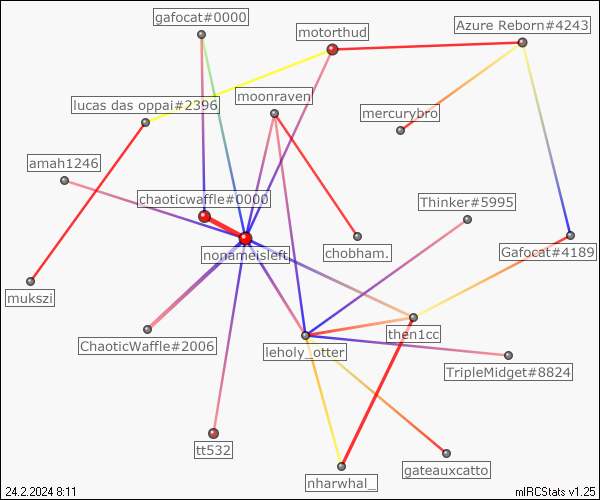 gafocat#0000
Azure Reborn#4243
motorthud
moonraven
lucas das oppai#2396
mercurybro
amah1246
chaoticwaffle#0000
Thinker#5995
nonameisleft
chobham.
Gafocat#4189
mukszi
then1cc
ChaoticWaffle#2006
leholy_otter
TripleMidget#8824
tt532
gateauxcatto
nharwhal_
24.2.2024 8:11
mIRCStats v1.25